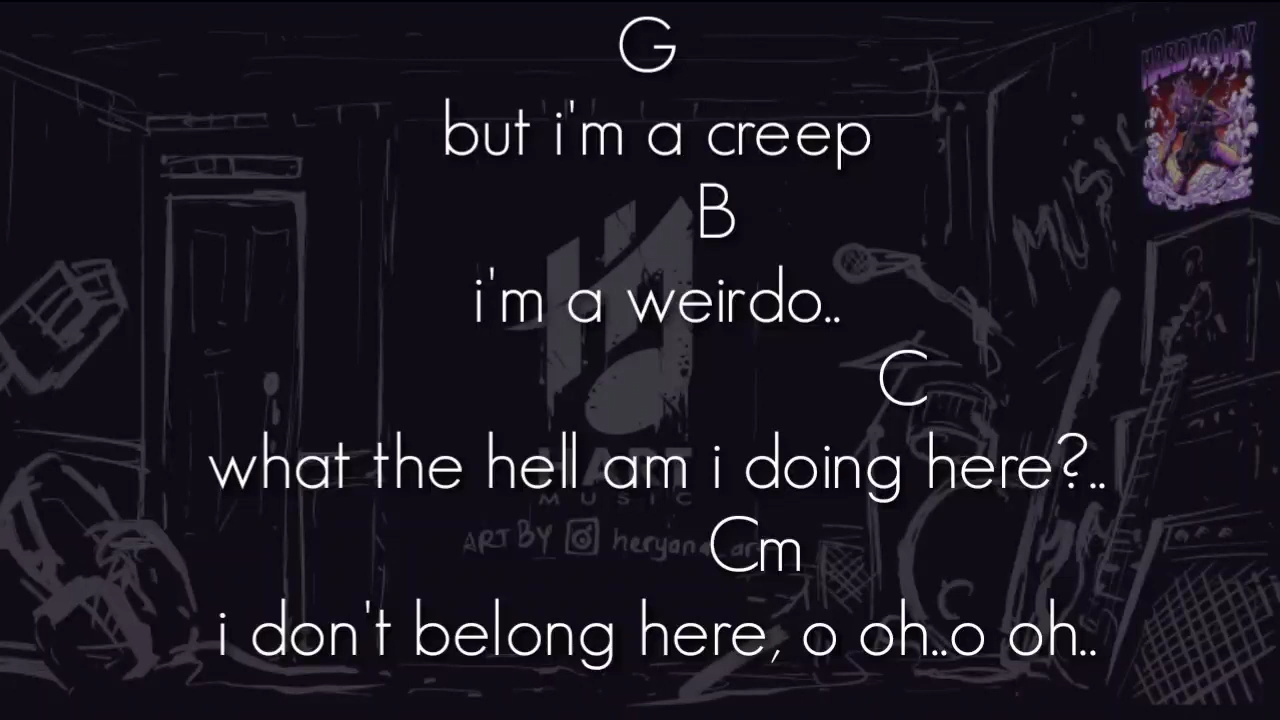 G
but i'm a creep
B
i'm a weirdo..
C
what the hell am i doing here?..
Cm
i don't belong here, o oh..o oh..
MUSIC
MUSIC
ART BY